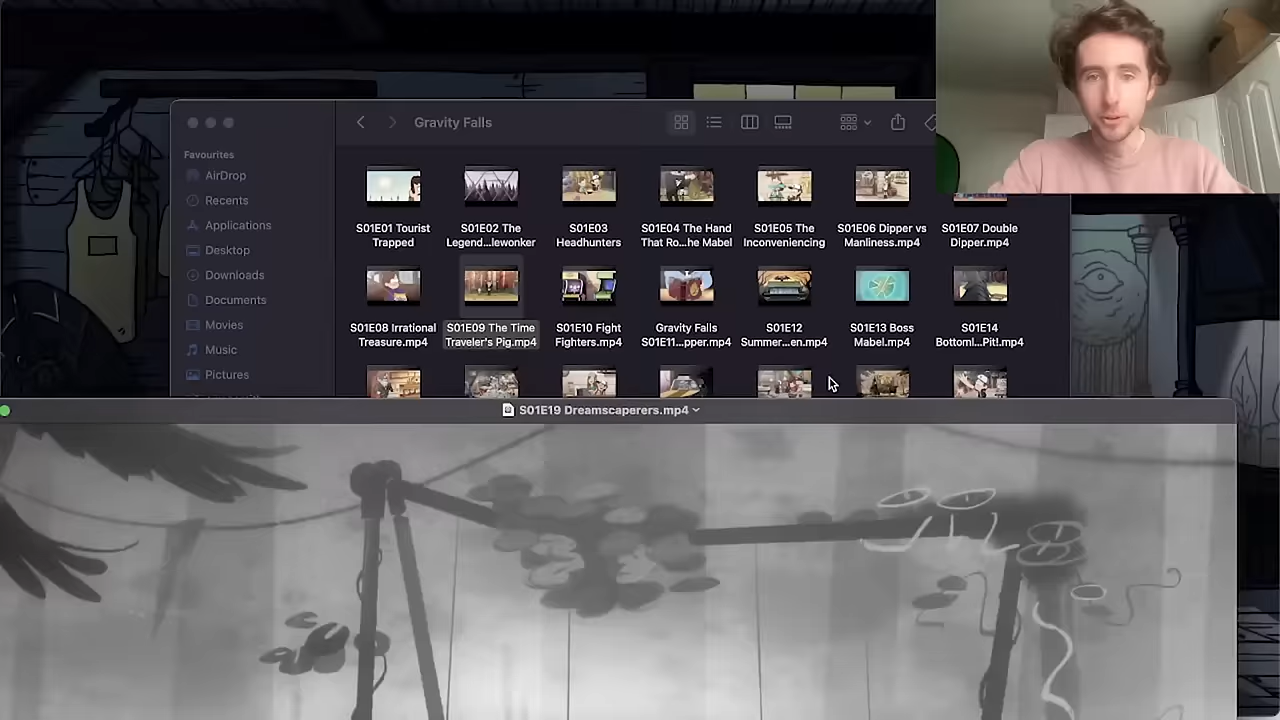 Gravity Falls
Favourites
AirDrop
Recents
Applications
Desktop
Downloads
Documents
Movies
Music
Pictures
S01E01 Tourist
Trapped
S01E02 The
Legend...lewonker
S01E03
Headhunters
S01E04 The Hand
That Ro...he Mabel
S01E05 The
Inconveniencing
S01E06 Dipper vs
Manliness.mp4
S01E07 Double
Dipper.mp4
S01E08 Irrational
Treasure.mp4
S01E09 The Time
Traveler's Pig.mp4
S01E10 Fight
Fighters.mp4
Gravity Falls
S01E11...pper.mp4
S01E12
Summer...en.mp4
S01E13 Boss
Mabel.mp4
S01E14
Bottoml...Pit!.mp4
S01E19 Dreamscaperers.mp4